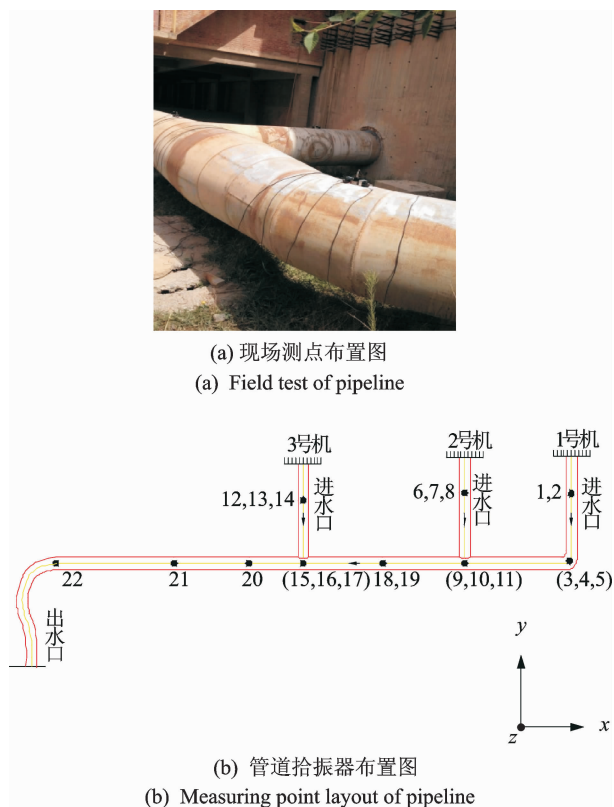 (a) 现场测点布置图
(a) Field test of pipeline
3号机
2号机
1号机
12,13,14
进水口
6,7,8
进水口
1,2
进水口
22
21
20
(15,16,17)
18,19
(9,10,11)
(3,4,5)
出水口
y
x
z
(b) 管道拾振器布置图
(b) Measuring point layout of pipeline